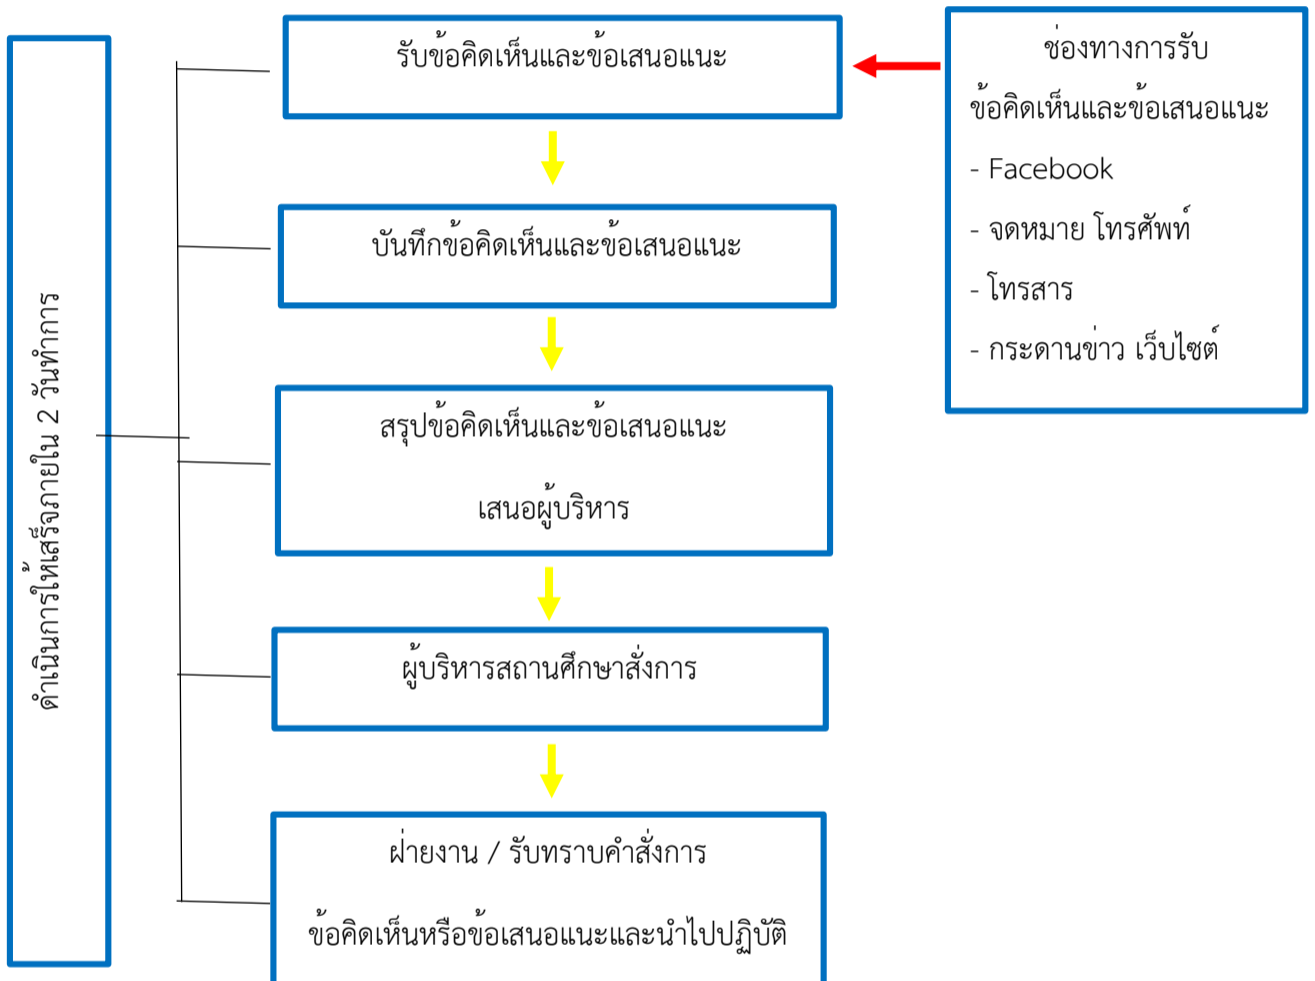 ดำเนินการให้เสร็จภายใน 2 วันทำการ
รับข้อคิดเห็นและข้อเสนอแนะ
บันทึกข้อคิดเห็นและข้อเสนอแนะ
สรุปข้อคิดเห็นและข้อเสนอแนะ
เสนอผู้บริหาร
ผู้บริหารสถานศึกษาสั่งการ
ฝ่ายงาน / รับทราบคำสั่งการ
ข้อคิดเห็นหรือข้อเสนอแนะและนำไปปฏิบัติ
ช่องทางการรับ
ข้อคิดเห็นและข้อเสนอแนะ
- Facebook
- จดหมาย โทรศัพท์
- โทรสาร
- กระดานข่าว เว็บไซต์